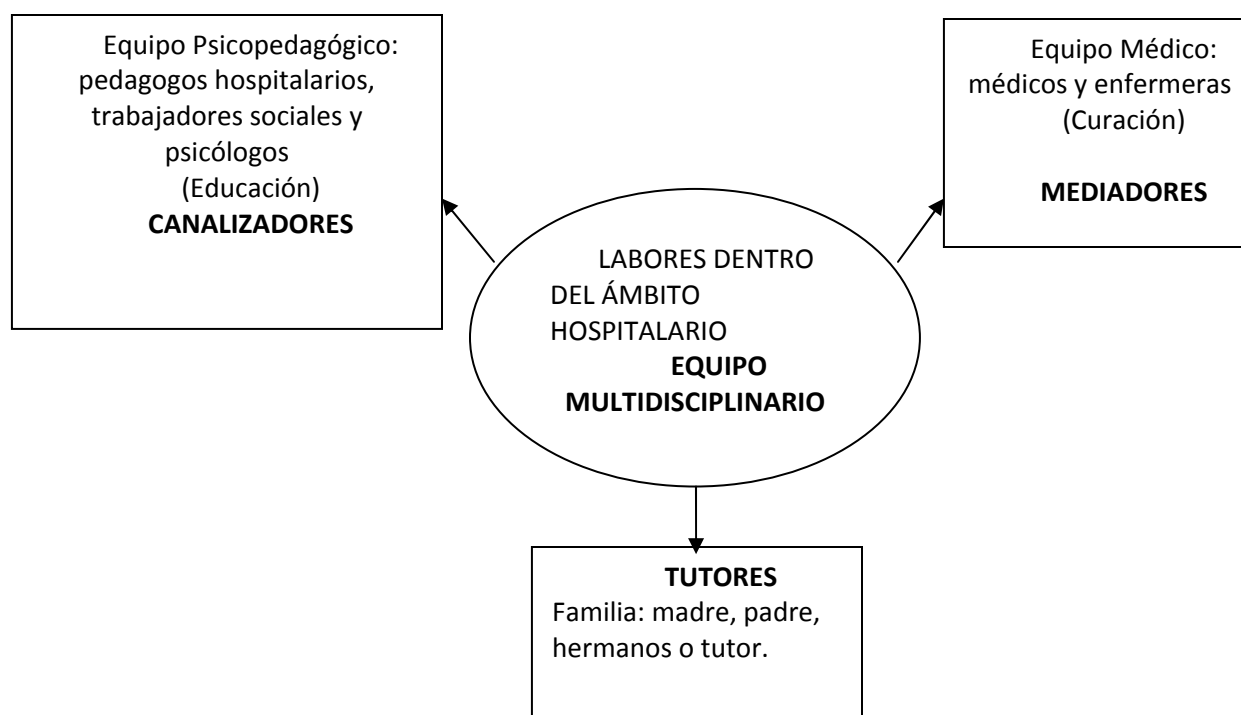 Equipo Psicopedagógico:
pedagogos hospitalarios,
trabajadores sociales y
psicólogos
(Educación)
CANALIZADORES
Equipo Médico:
médicos y enfermeras
(Curación)
MEDIADORES
LABORES DENTRO
DEL ÁMBITO
HOSPITALARIO
EQUIPO
MULTIDISCIPLINARIO
TUTORES
Familia: madre, padre,
hermanos o tutor.